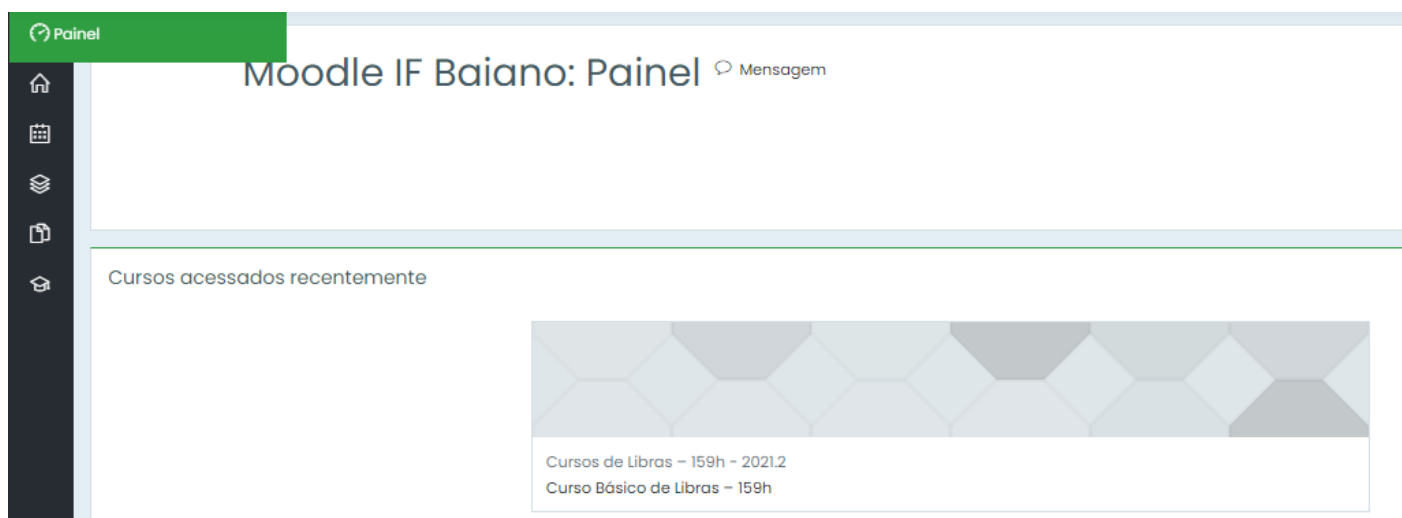 Painel
Moodle IF Baiano: Painel Mensagem
Cursos acessados recentemente
Cursos de Libras – 159h - 2021.2
Curso Básico de Libras – 159h